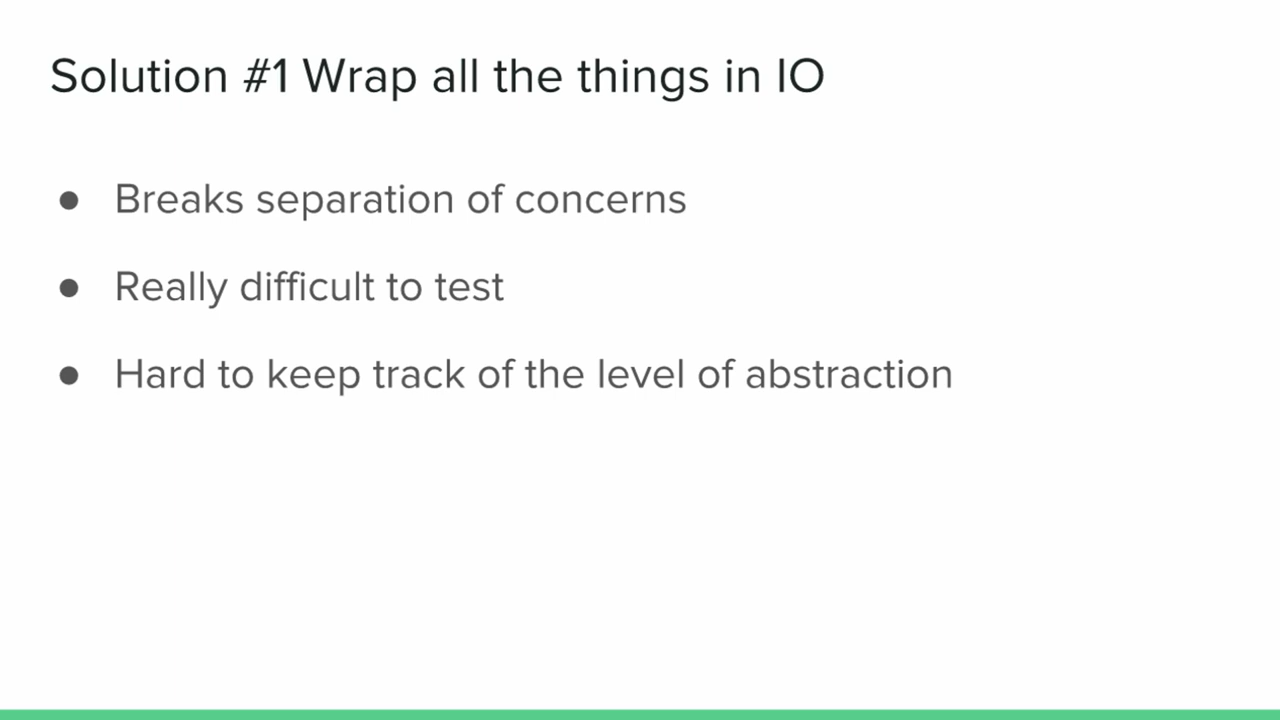 Solution #1 Wrap all the things in IO
● Breaks separation of concerns
● Really difficult to test
● Hard to keep track of the level of abstraction